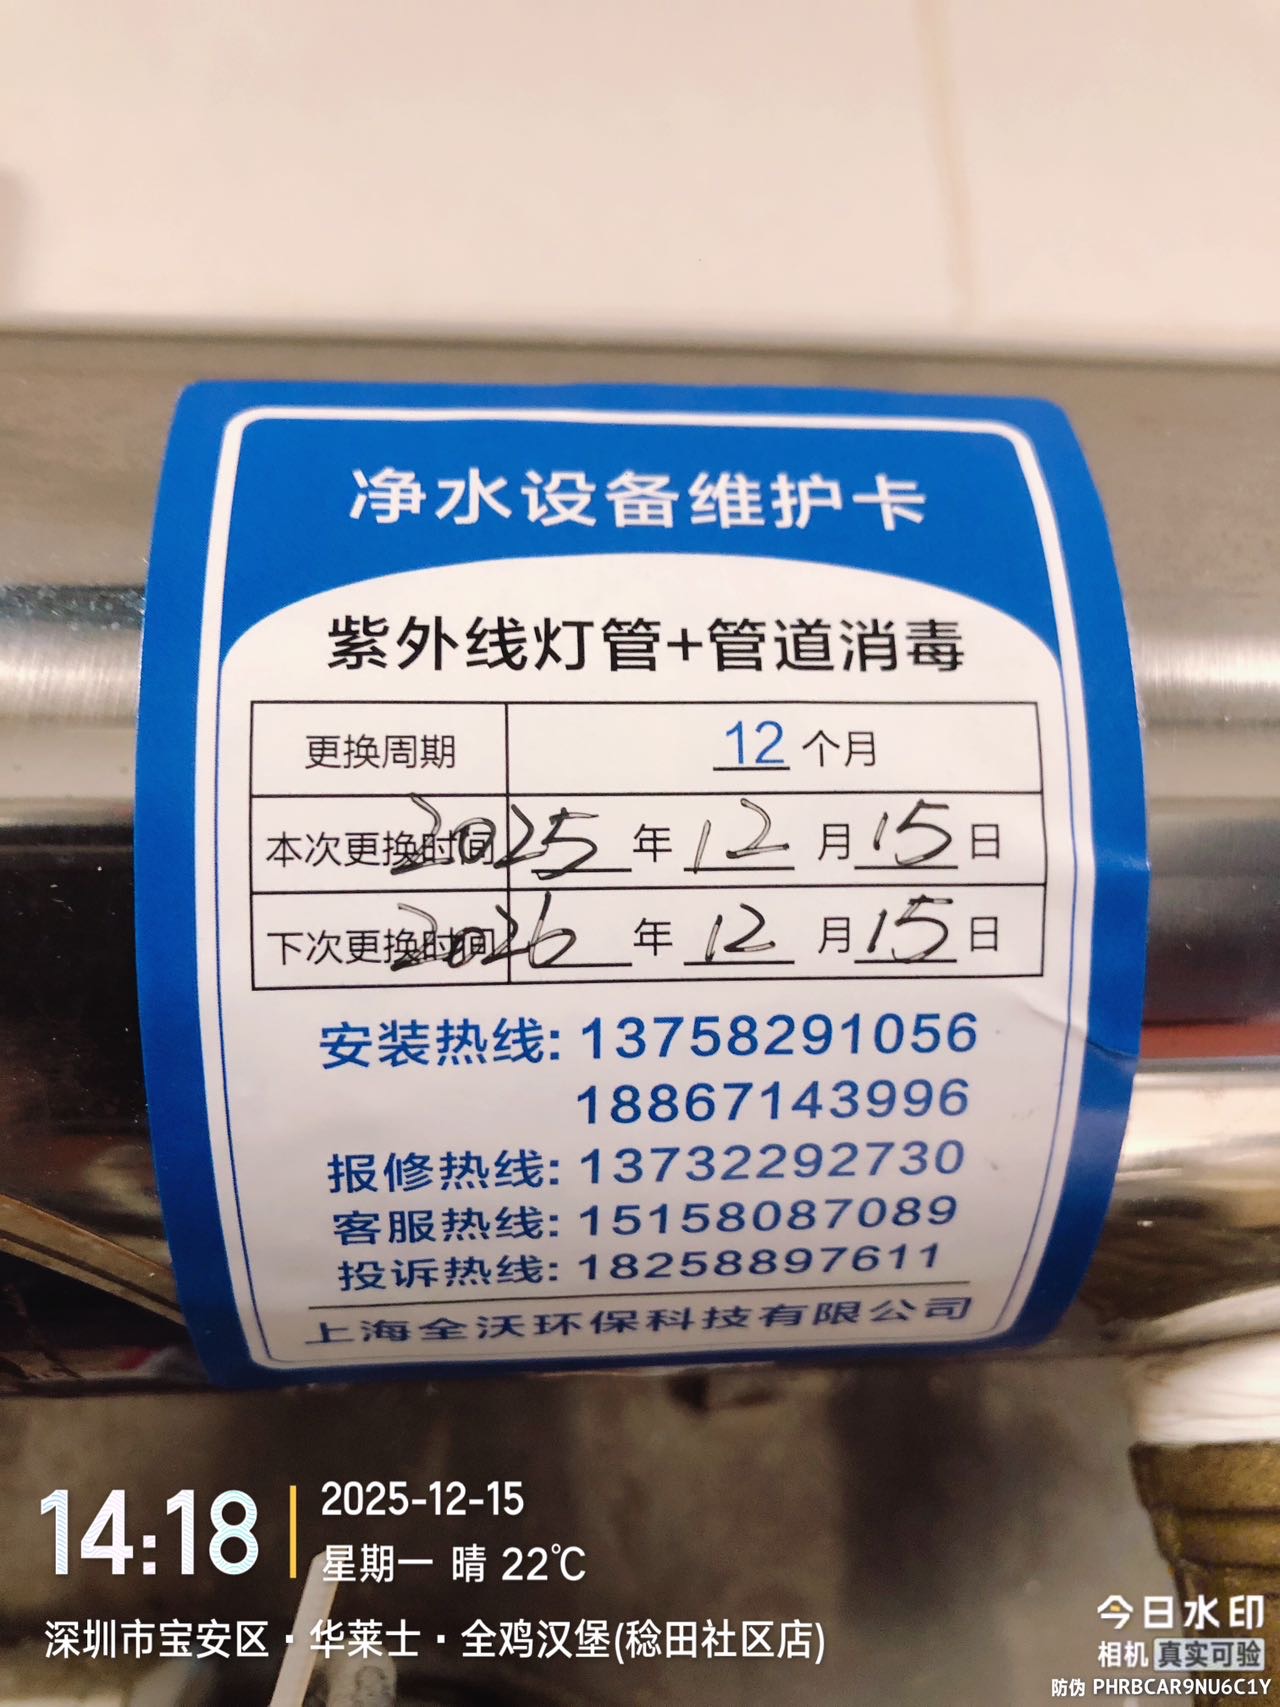 净水设备维护卡
紫外线灯管+管道消毒
更换周期 12 个月
本次更换时间 2025 年 12 月 15 日
下次更换时间 2026 年 12 月 15 日
安装热线: 13758291056
18867143996
报修热线: 13732292730
客服热线: 15158087089
投诉热线: 18258897611
上海全沃环保科技有限公司
14:18
2025-12-15
星期一 晴 22℃
深圳市宝安区·华莱士·全鸡汉堡(稔田社区店)
今日水印
相机 真实可验
防伪 PHRBCAR9NU6C1Y